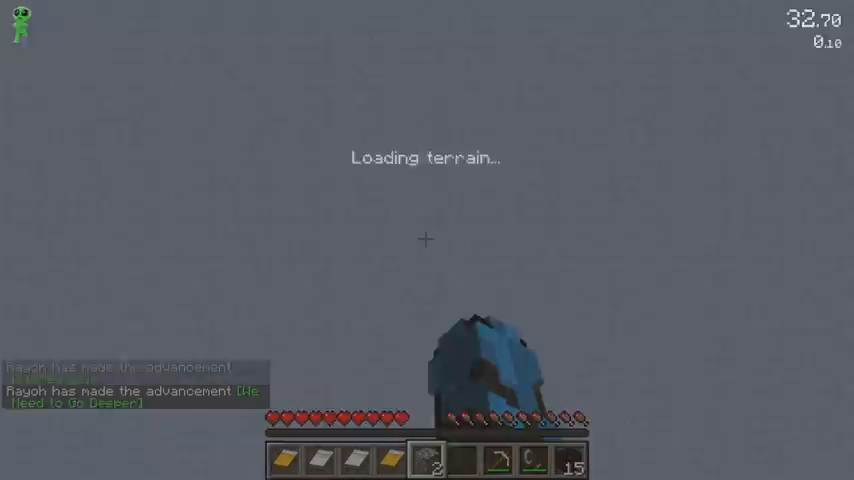 32.70
0.10
Loading terrain...
Rayoh has made the advancement
Rayoh has made the advancement [We
Need to Go Deeper]
2
15